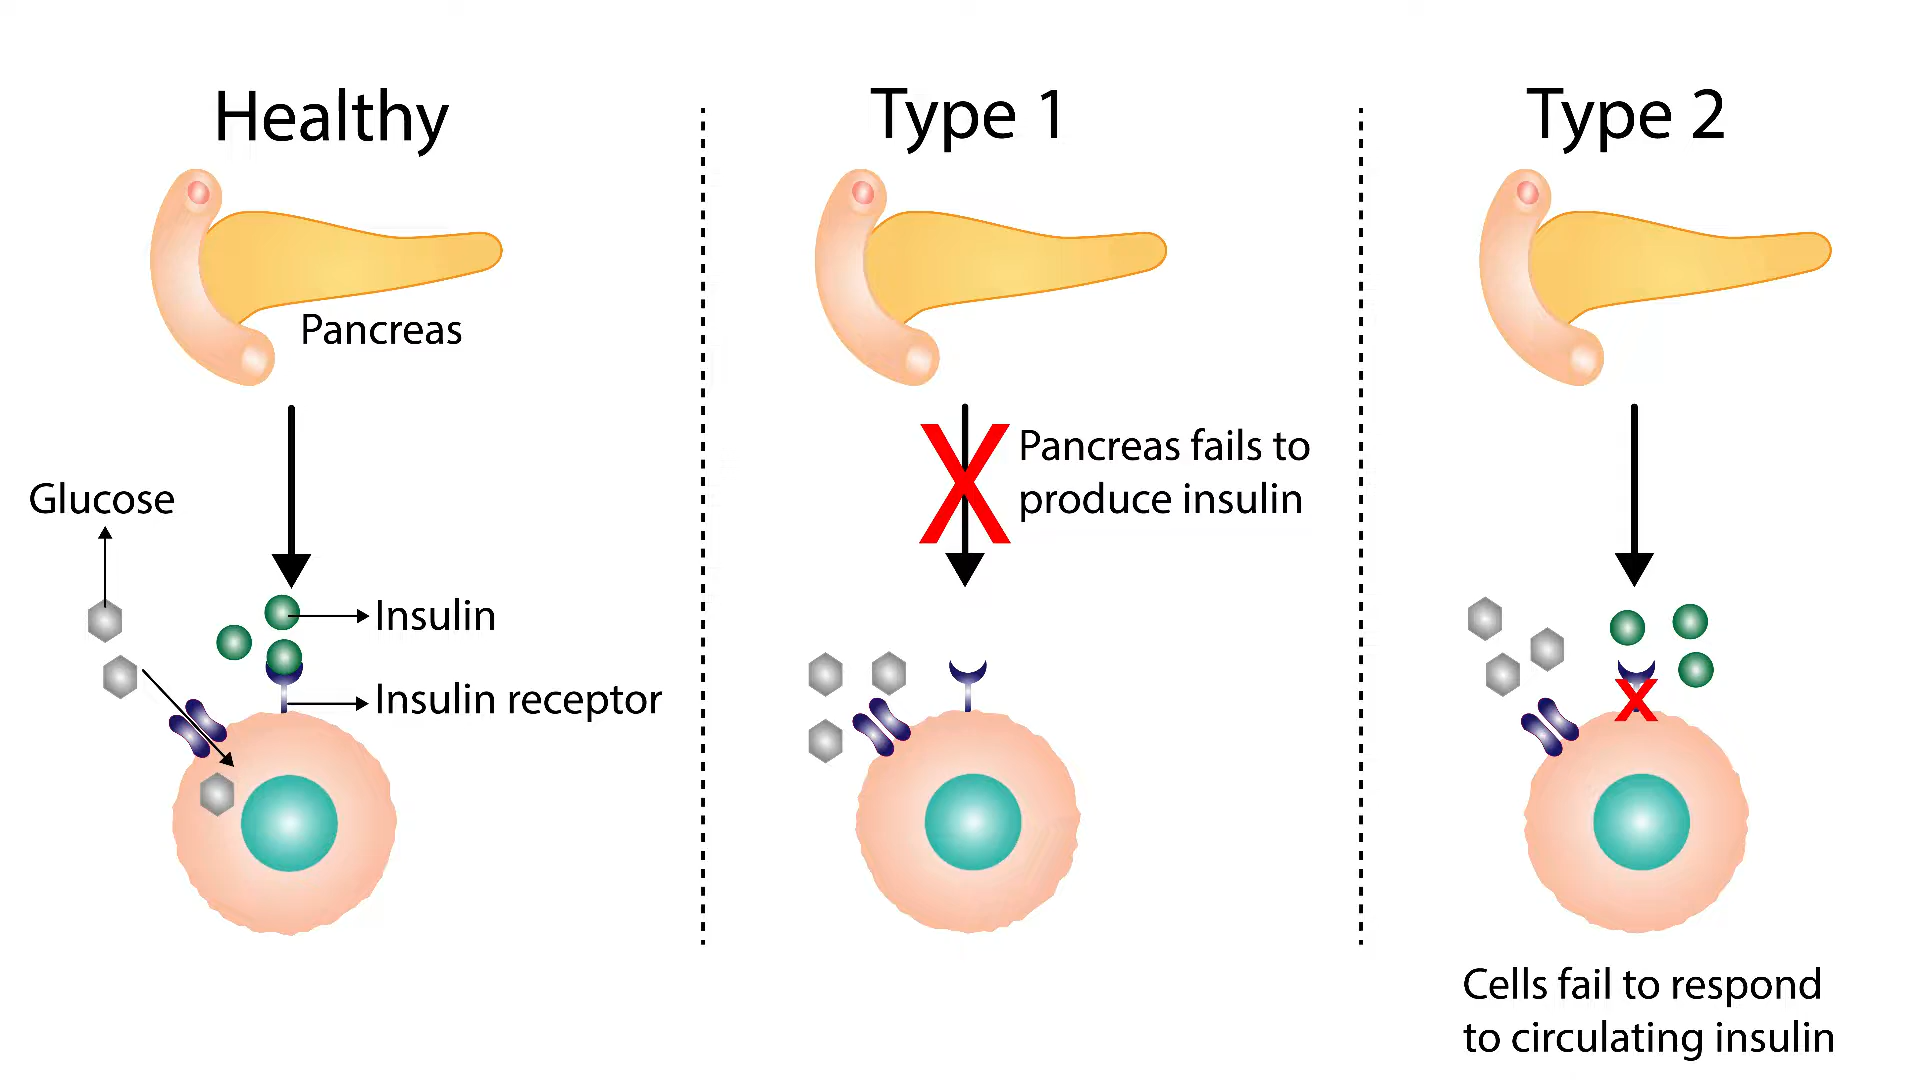 Healthy
Pancreas
Glucose
Insulin
Insulin receptor
Type 1
Pancreas fails to
produce insulin
Type 2
Cells fail to respond
to circulating insulin